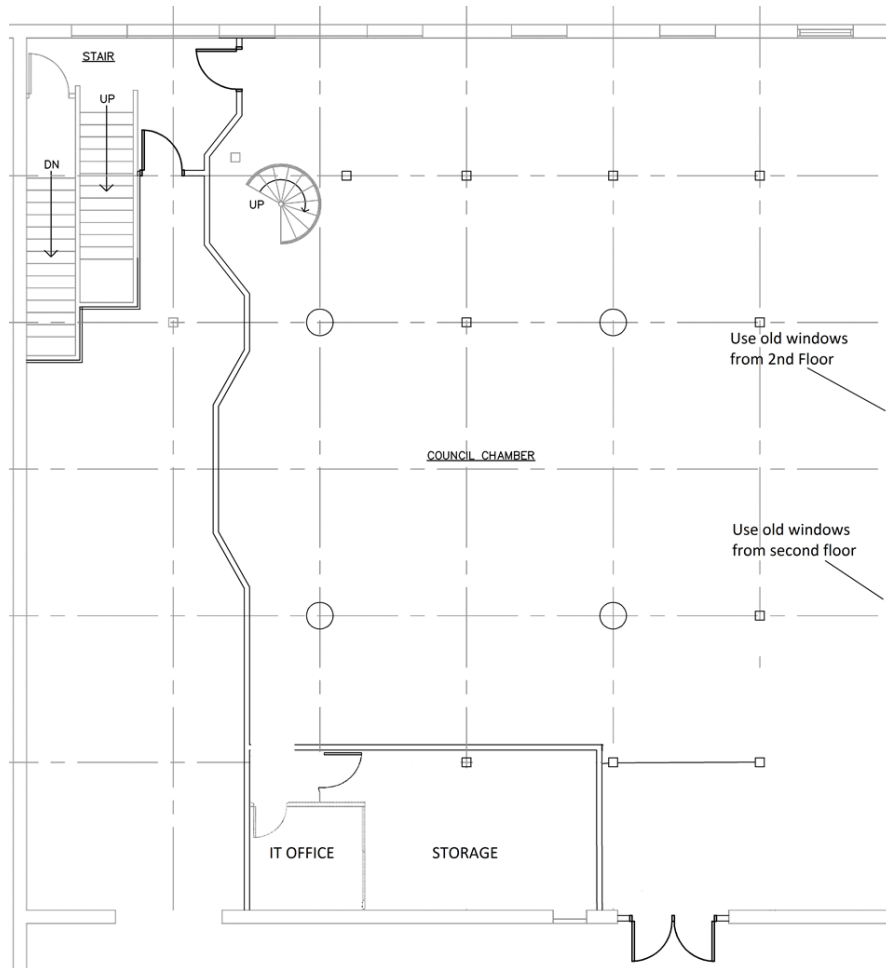 STAIR
UP
DN
UP
Use old windows
from 2nd Floor
COUNCIL CHAMBER
Use old windows
from second floor
IT OFFICE
STORAGE